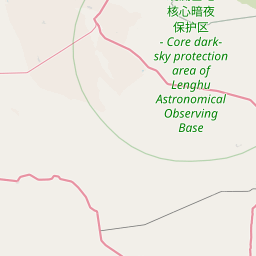 核心暗夜
保护区
- Core dark-
sky protection
area of
Lenghu
Astronomical
Observing
Base